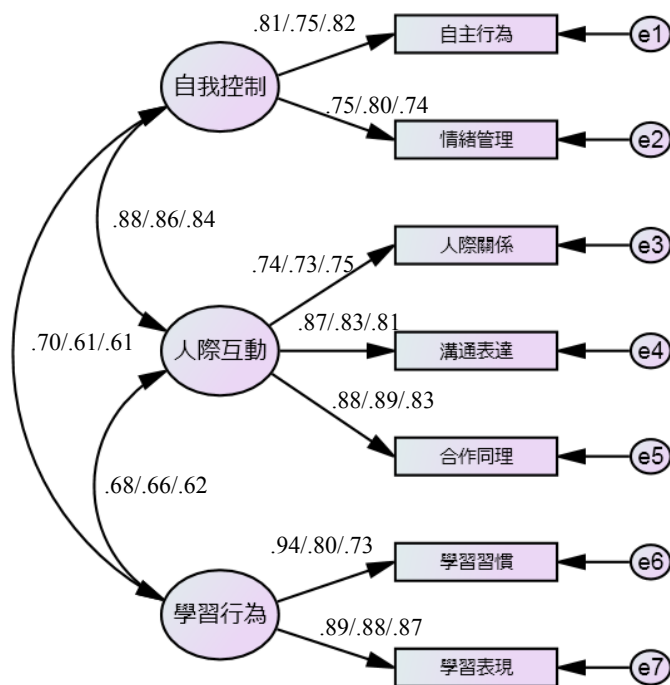 .81/.75/.82
自主行為
e1
自我控制
.75/.80/.74
情緒管理
e2
.88/.86/.84
.74/.73/.75
人際關係
e3
.70/.61/.61
人際互動
.87/.83/.81
溝通表達
e4
.88/.89/.83
合作同理
e5
.68/.66/.62
.94/.80/.73
學習習慣
e6
學習行為
.89/.88/.87
學習表現
e7